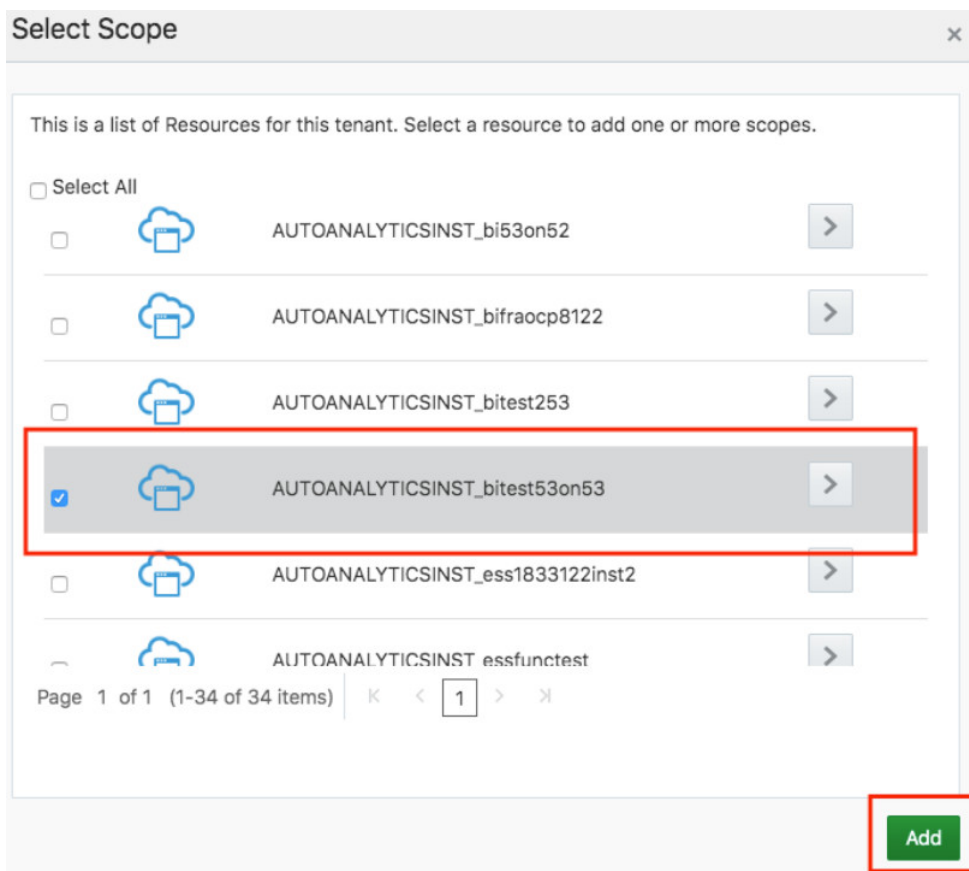 Select Scope
×
This is a list of Resources for this tenant. Select a resource to add one or more scopes.
Select All
AUTOANALYTICSINST_bi53on52
AUTOANALYTICSINST_bifraocp8122
AUTOANALYTICSINST_bitest253
AUTOANALYTICSINST_bitest53on53
AUTOANALYTICSINST_ess1833122inst2
AUTOANALYTICSINST_essfunctest
Page 1 of 1 (1-34 of 34 items) 1
Add